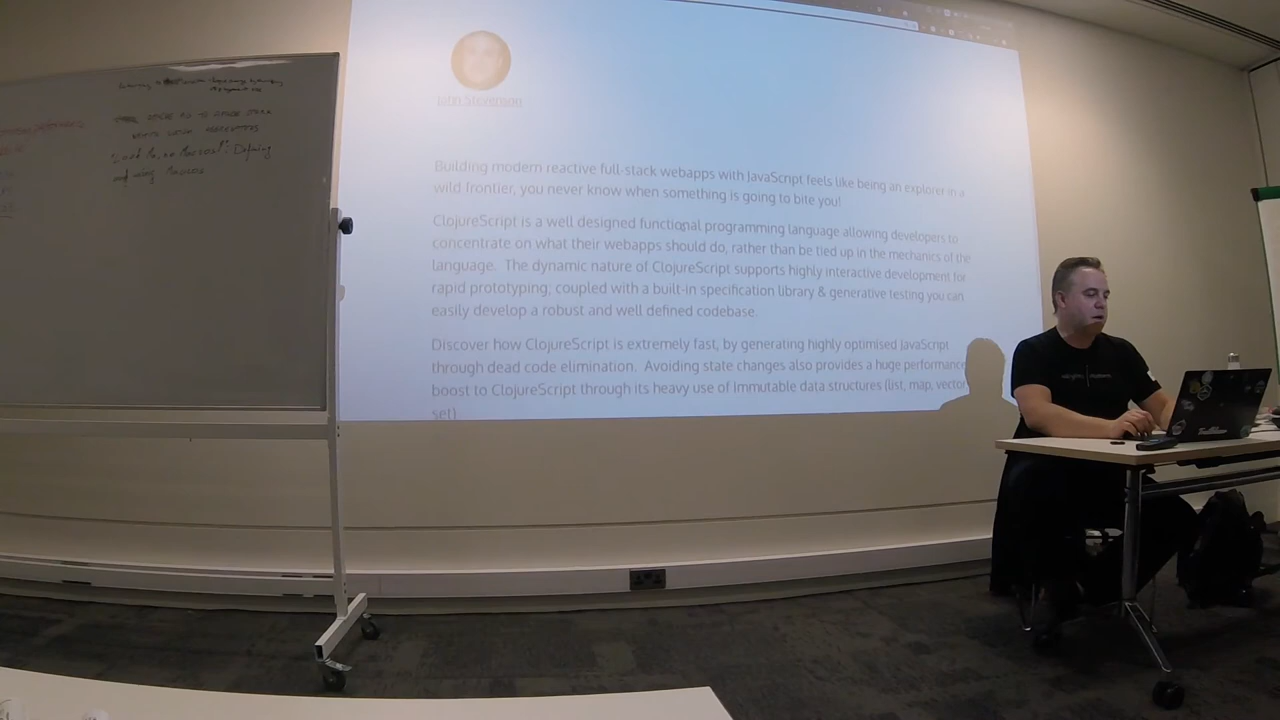 John Stevenson
Building modern reactive full-stack webapps with JavaScript feels like being an explorer in a
wild frontier, you never know when something is going to bite you!
ClojureScript is a well designed functional programming language allowing developers to
concentrate on what their webapps should do, rather than be tied up in the mechanics of the
language. The dynamic nature of ClojureScript supports highly interactive development for
rapid prototyping; coupled with a built-in specification library & generative testing you can
easily develop a robust and well defined codebase.
Discover how ClojureScript is extremely fast, by generating highly optimised JavaScript
through dead code elimination. Avoiding state changes also provides a huge performance
boost to ClojureScript through its heavy use of immutable data structures (list, map, vector,
set)
Defining
and using Macros